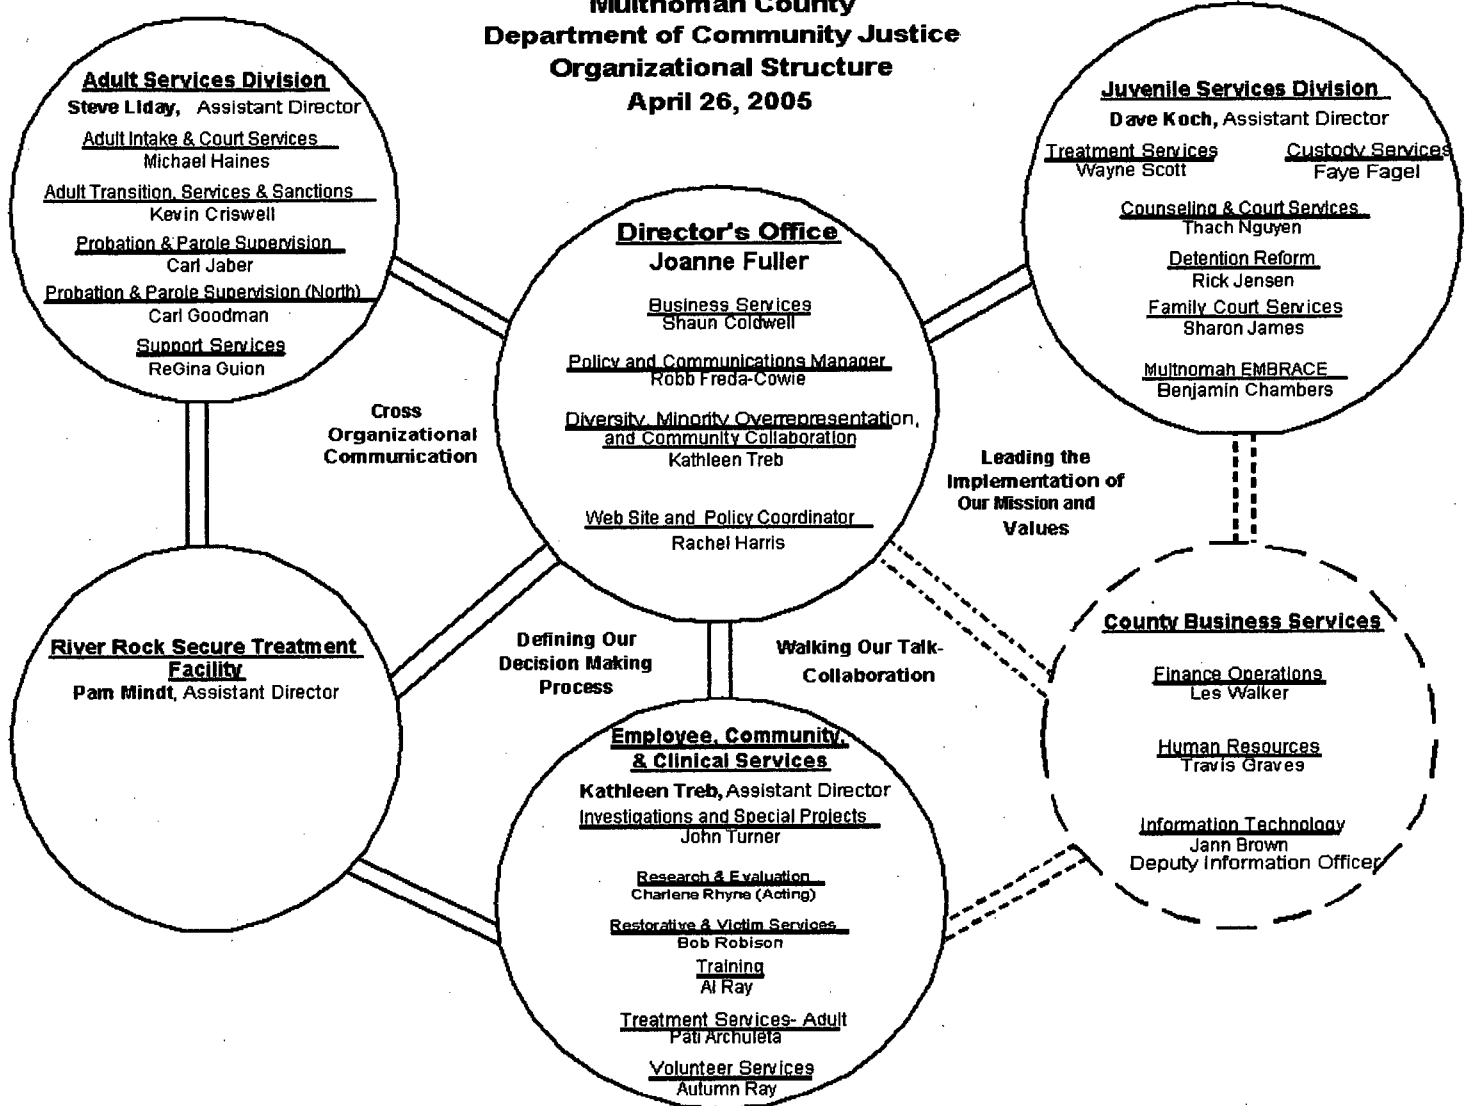 Multnomah County
Department of Community Justice
Organizational Structure
April 26, 2005
Adult Services Division
Steve Liday, Assistant Director
Adult Intake & Court Services
Michael Haines
Adult Transition, Services & Sanctions
Kevin Criswell
Probation & Parole Supervision
Carl Jaber
Probation & Parole Supervision (North)
Carl Goodman
Support Services
ReGina Guion
Director's Office
Joanne Fuller
Business Services
Shaun Coldwell
Policy and Communications Manager
Robb Freda-Cowie
Diversity, Minority Overrepresentation,
and Community Collaboration
Kathleen Treb
Web Site and Policy Coordinator
Rachel Harris
Juvenile Services Division
Dave Koch, Assistant Director
Treatment Services
Wayne Scott
Custody Services
Faye Fagel
Counseling & Court Services
Thach Nguyen
Detention Reform
Rick Jensen
Family Court Services
Sharon James
Multnomah EMBRACE
Benjamin Chambers
Cross
Organizational
Communication
Leading the
Implementation of
Our Mission and
Values
River Rock Secure Treatment
Facility
Pam Mindt, Assistant Director
Defining Our
Decision Making
Process
Walking Our Talk-
Collaboration
County Business Services
Finance Operations
Les Walker
Human Resources
Travis Graves
Information Technology
Jann Brown
Deputy Information Officer
Employee, Community,
& Clinical Services
Kathleen Treb, Assistant Director
Investigations and Special Projects
John Turner
Research & Evaluation
Charlene Rhyne (Acting)
Restorative & Victim Services
Bob Robison
Training
Al Ray
Treatment Services- Adult
Pati Archuleta
Volunteer Services
Autumn Ray